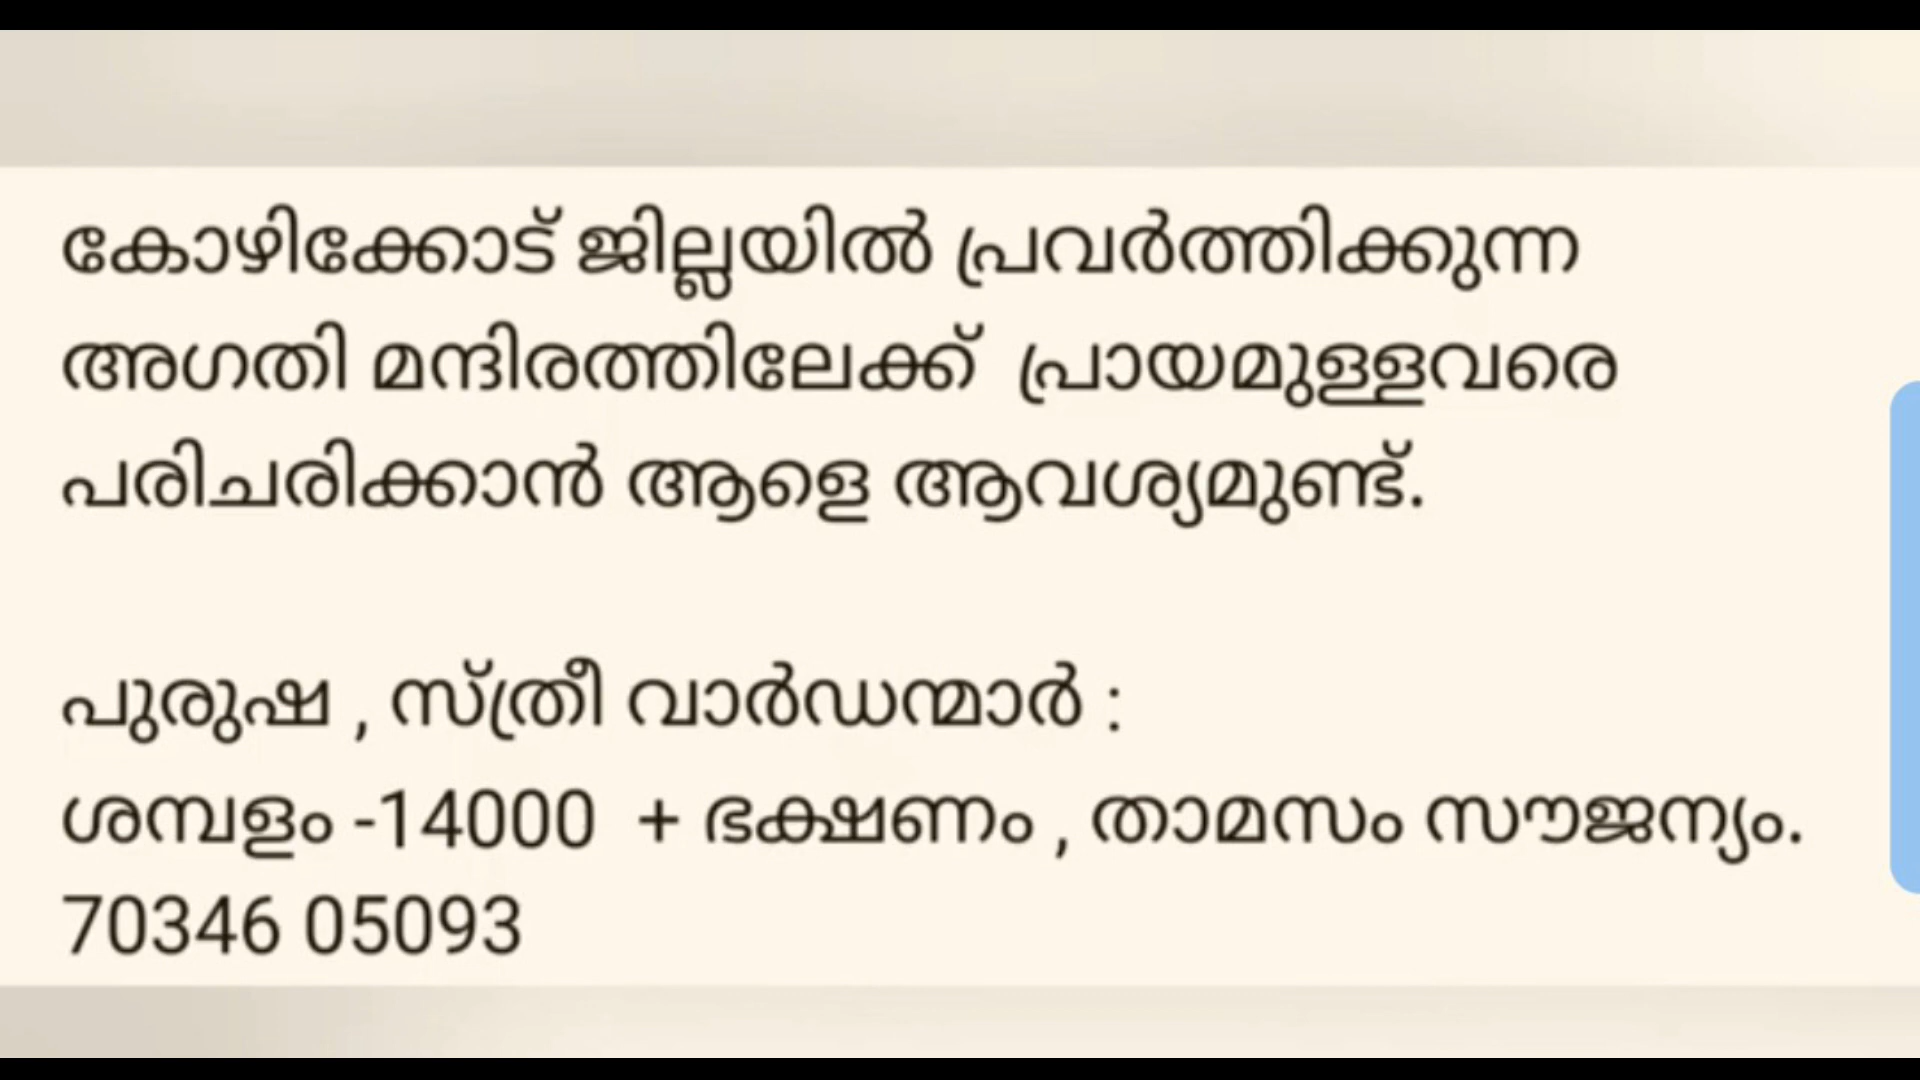 കോഴിക്കോട് ജില്ലയിൽ പ്രവർത്തിക്കുന്ന
അഗതി മന്ദിരത്തിലേക്ക് പ്രായമുള്ളവരെ
പരിചരിക്കാൻ ആളെ ആവശ്യമുണ്ട്.
പുരുഷ , സ്ത്രീ വാർഡന്മാർ :
ശമ്പളം -14000 + ഭക്ഷണം , താമസം സൗജന്യം.
70346 05093